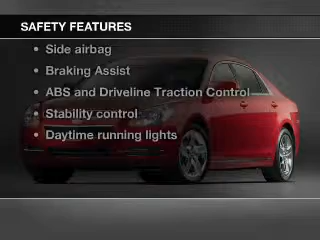 SAFETY FEATURES
• Side airbag
• Braking Assist
• ABS and Driveline Traction Control
• Stability control
• Daytime running lights